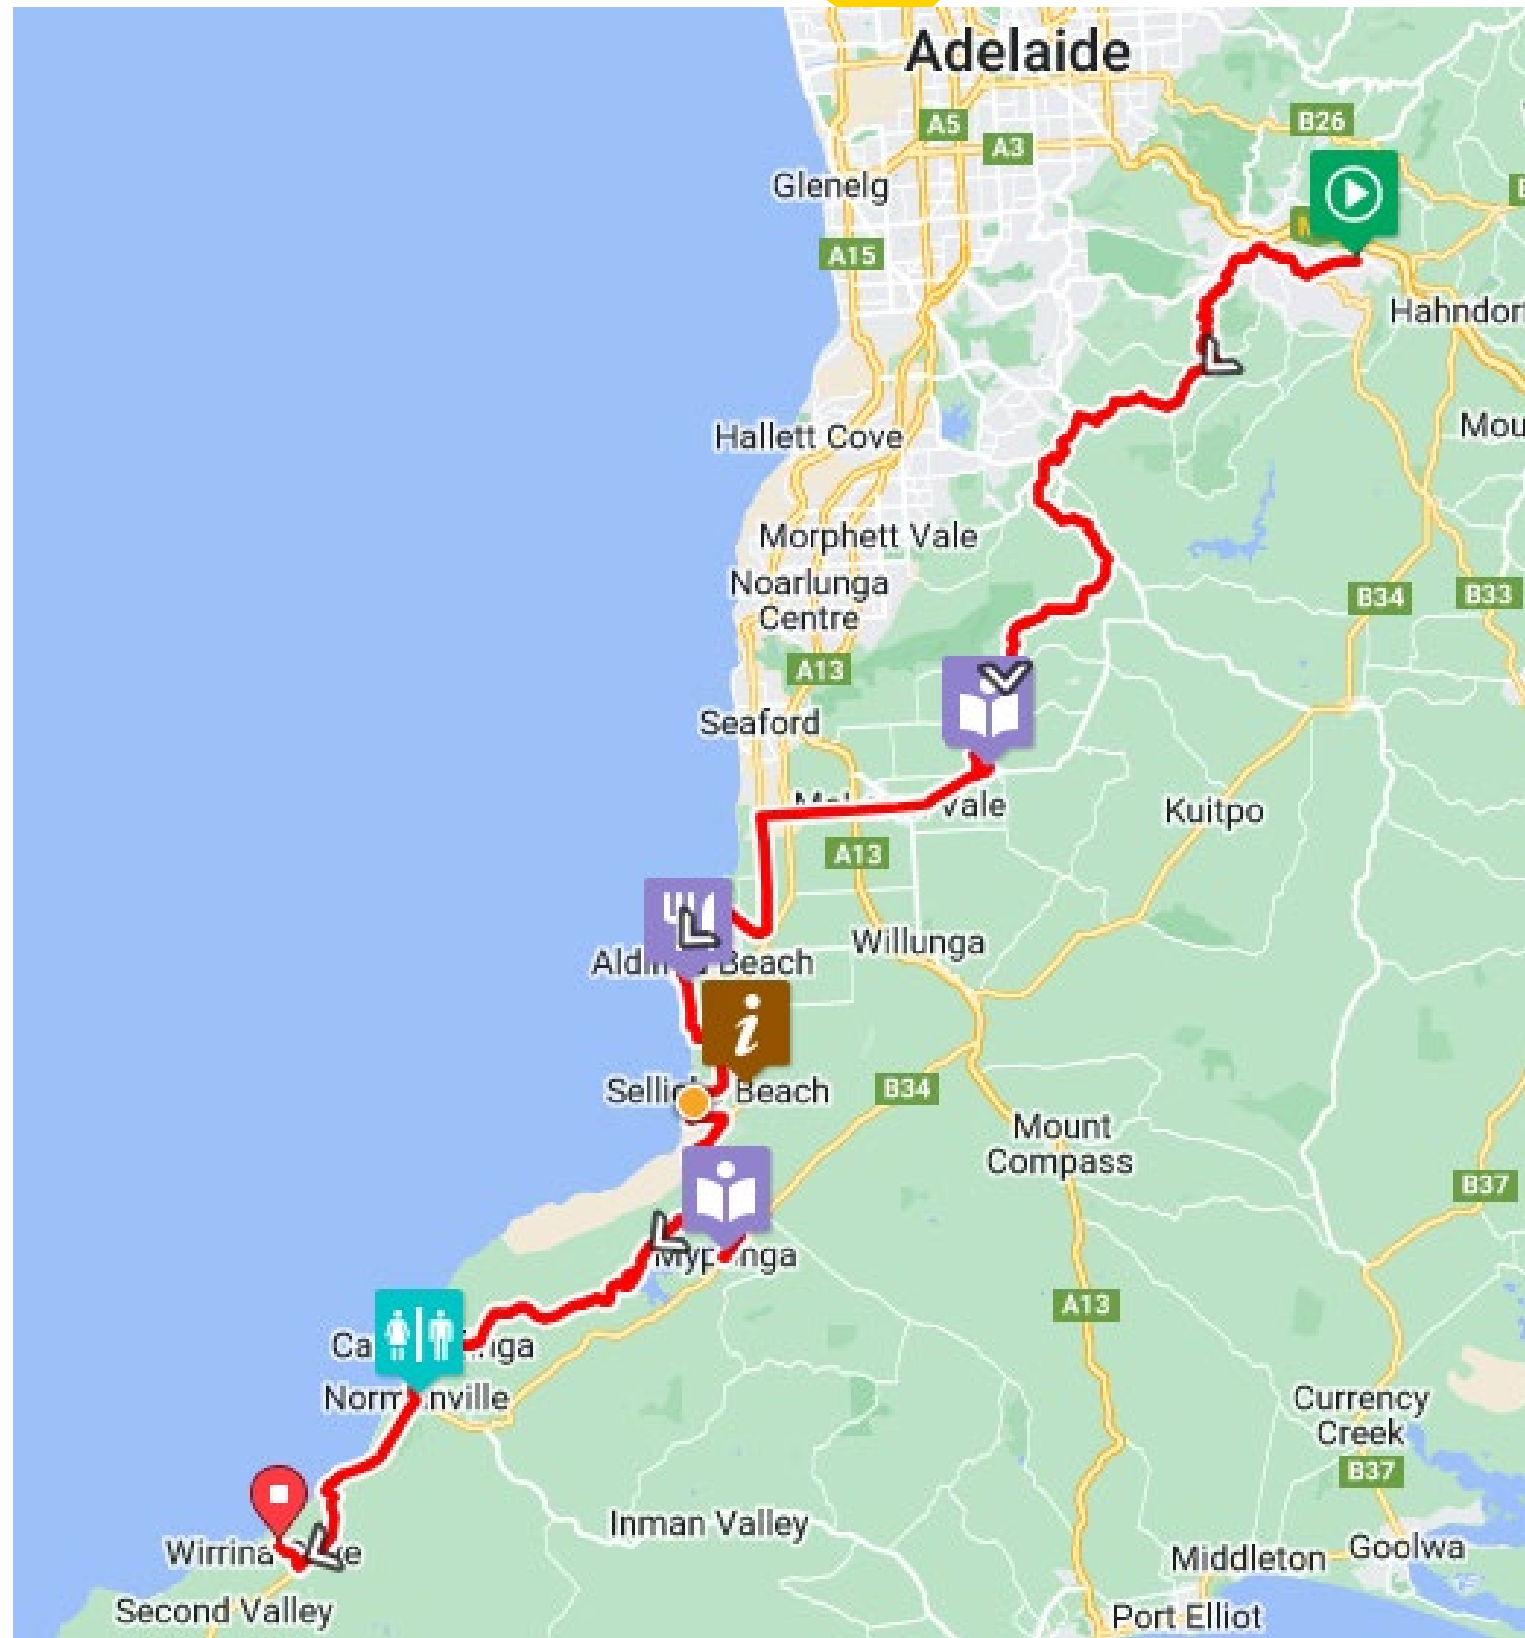 Adelaide
B26
A5
A3
Glenelg
A15
Hahndorf
Hallett Cove
Mou
Morphett Vale
Noarlunga
Centre
B34
B33
A13
Seaford
Vale
Kuitpo
A13
Willunga
Beach
i
Beach
B34
Mount
Compass
B37
A13
Currency
Creek
B37
Inman Valley
Middleton
Goolwa
Second Valley
Port Elliot